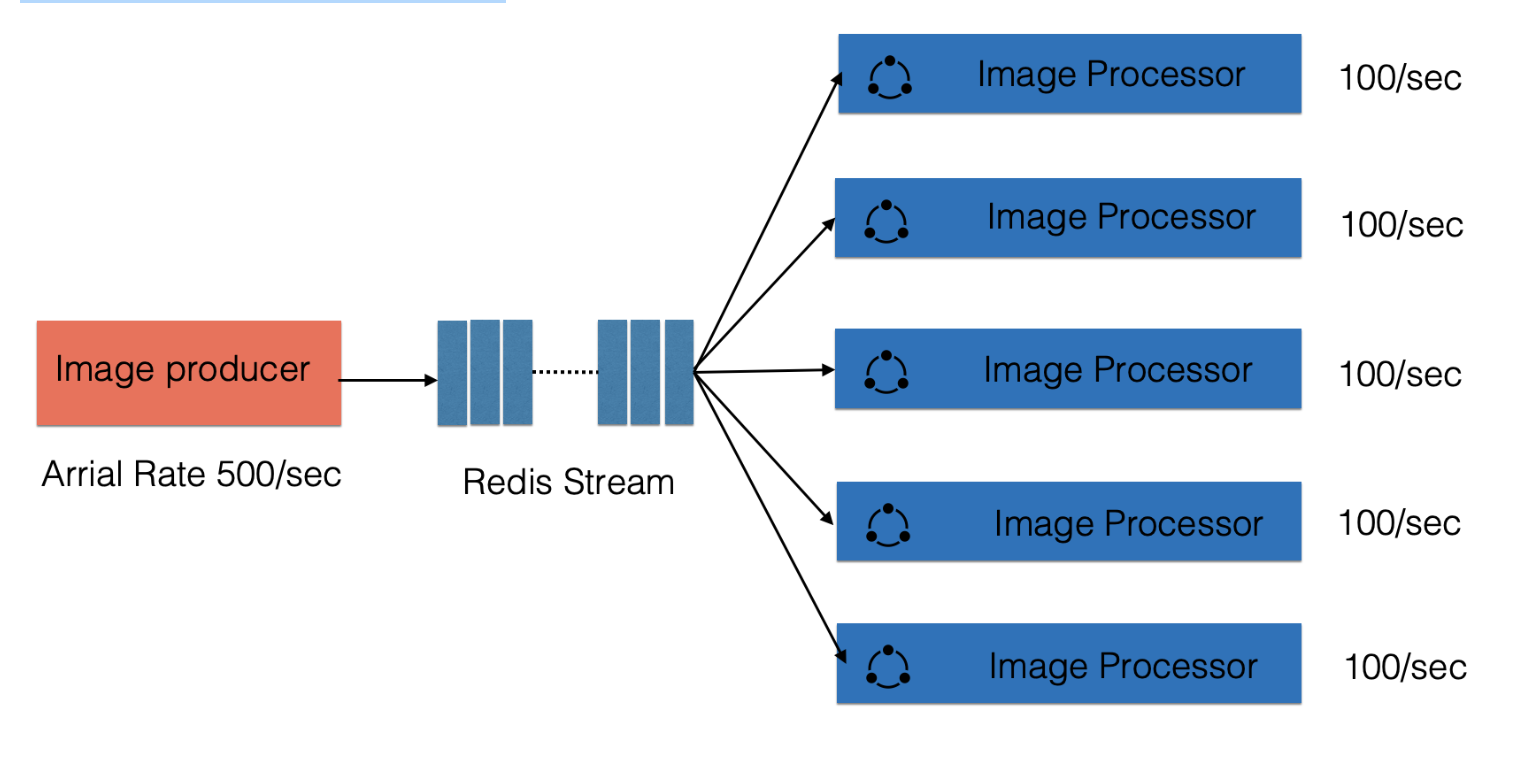 Image Processor
100/sec
Image Processor
100/sec
Image producer
Arrial Rate 500/sec
Redis Stream
Image Processor
100/sec
Image Processor
100/sec
Image Processor
100/sec